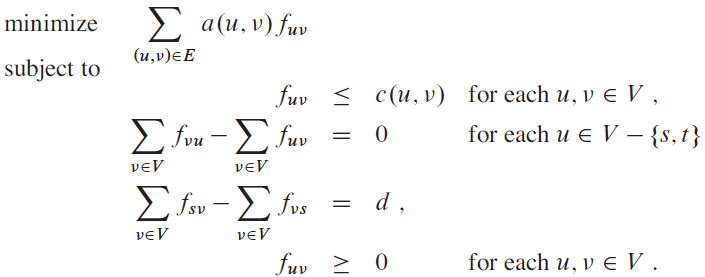 minimize ∑_{(u,v)∈E} a(u, v) f_{uv}
subject to
f_{uv} ≤ c(u, v) for each u, v ∈ V ,
∑_{v∈V} f_{vu} − ∑_{v∈V} f_{uv} = 0 for each u ∈ V − {s, t}
∑_{v∈V} f_{sv} − ∑_{v∈V} f_{vs} = d ,
f_{uv} ≥ 0 for each u, v ∈ V .